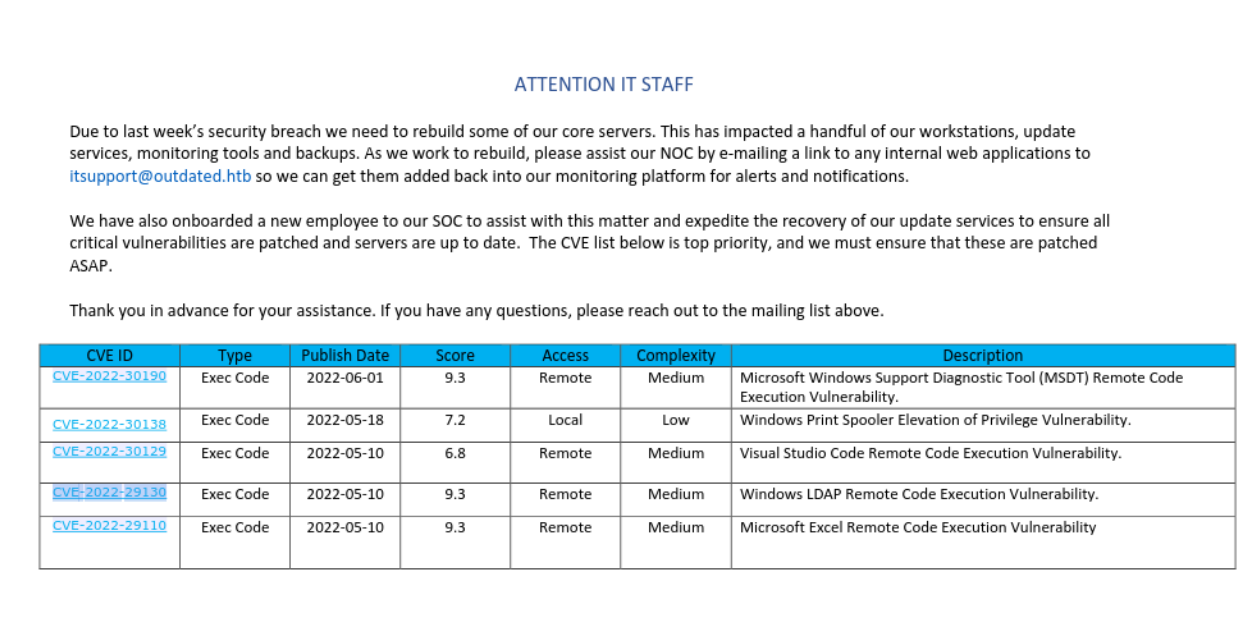 ATTENTION IT STAFF
Due to last week's security breach we need to rebuild some of our core servers. This has impacted a handful of our workstations, update
services, monitoring tools and backups. As we work to rebuild, please assist our NOC by e-mailing a link to any internal web applications to
itsupport@outdated.htb so we can get them added back into our monitoring platform for alerts and notifications.
We have also onboarded a new employee to our SOC to assist with this matter and expedite the recovery of our update services to ensure all
critical vulnerabilities are patched and servers are up to date.  The CVE list below is top priority, and we must ensure that these are patched
ASAP.
Thank you in advance for your assistance. If you have any questions, please reach out to the mailing list above.
CVE ID Type Publish Date Score Access Complexity Description
CVE-2022-30190 Exec Code 2022-06-01 9.3 Remote Medium Microsoft Windows Support Diagnostic Tool (MSDT) Remote Code
Execution Vulnerability.
CVE-2022-30138 Exec Code 2022-05-18 7.2 Local Low Windows Print Spooler Elevation of Privilege Vulnerability.
CVE-2022-30129 Exec Code 2022-05-10 6.8 Remote Medium Visual Studio Code Remote Code Execution Vulnerability.
CVE-2022-29130 Exec Code 2022-05-10 9.3 Remote Medium Windows LDAP Remote Code Execution Vulnerability.
CVE-2022-29110 Exec Code 2022-05-10 9.3 Remote Medium Microsoft Excel Remote Code Execution Vulnerability